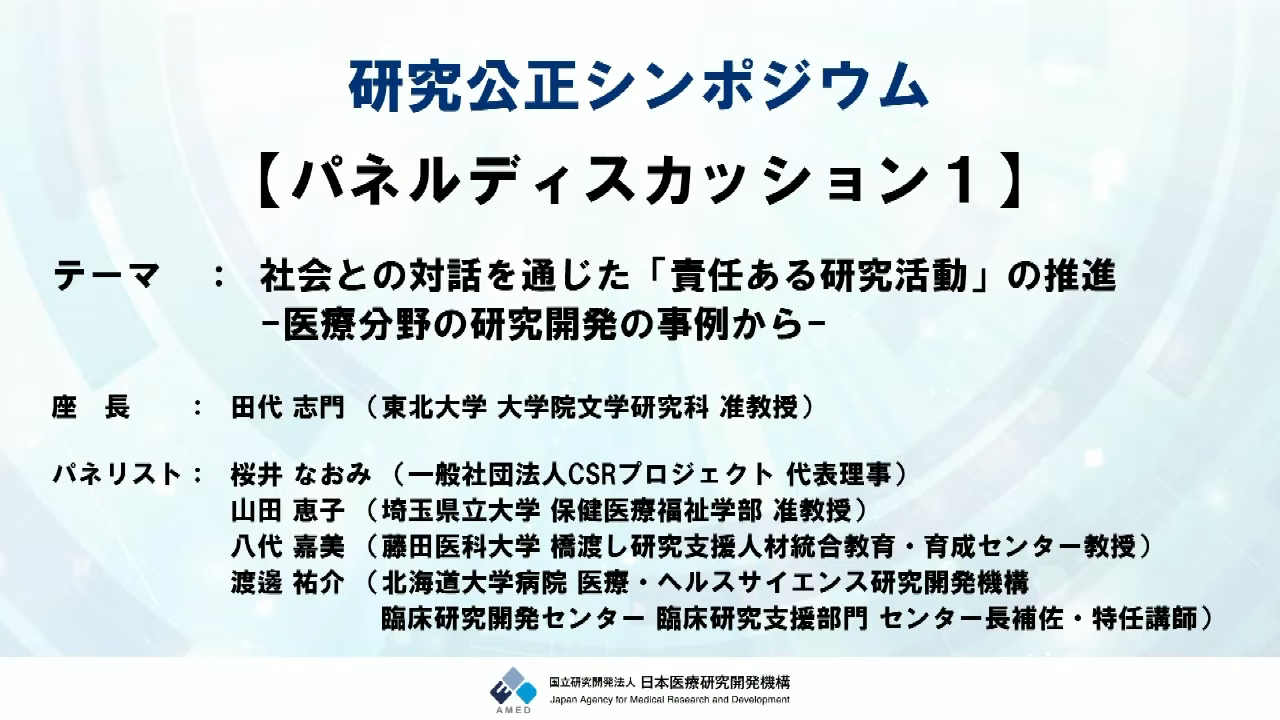 研究公正シンポジウム
【パネルディスカッション１】
テーマ ： 社会との対話を通じた「責任ある研究活動」の推進
-医療分野の研究開発の事例から-
座 長 ： 田代 志門 （東北大学 大学院文学研究科 准教授）
パネリスト： 桜井 なおみ （一般社団法人CSRプロジェクト 代表理事）
山田 恵子 （埼玉県立大学 保健医療福祉学部 准教授）
八代 嘉美 （藤田医科大学 橋渡し研究支援人材統合教育・育成センター教授）
渡邊 祐介 （北海道大学病院 医療・ヘルスサイエンス研究開発機構
臨床研究開発センター 臨床研究支援部門 センター長補佐・特任講師）
国立研究開発法人 日本医療研究開発機構
Japan Agency for Medical Research and Development
AMED